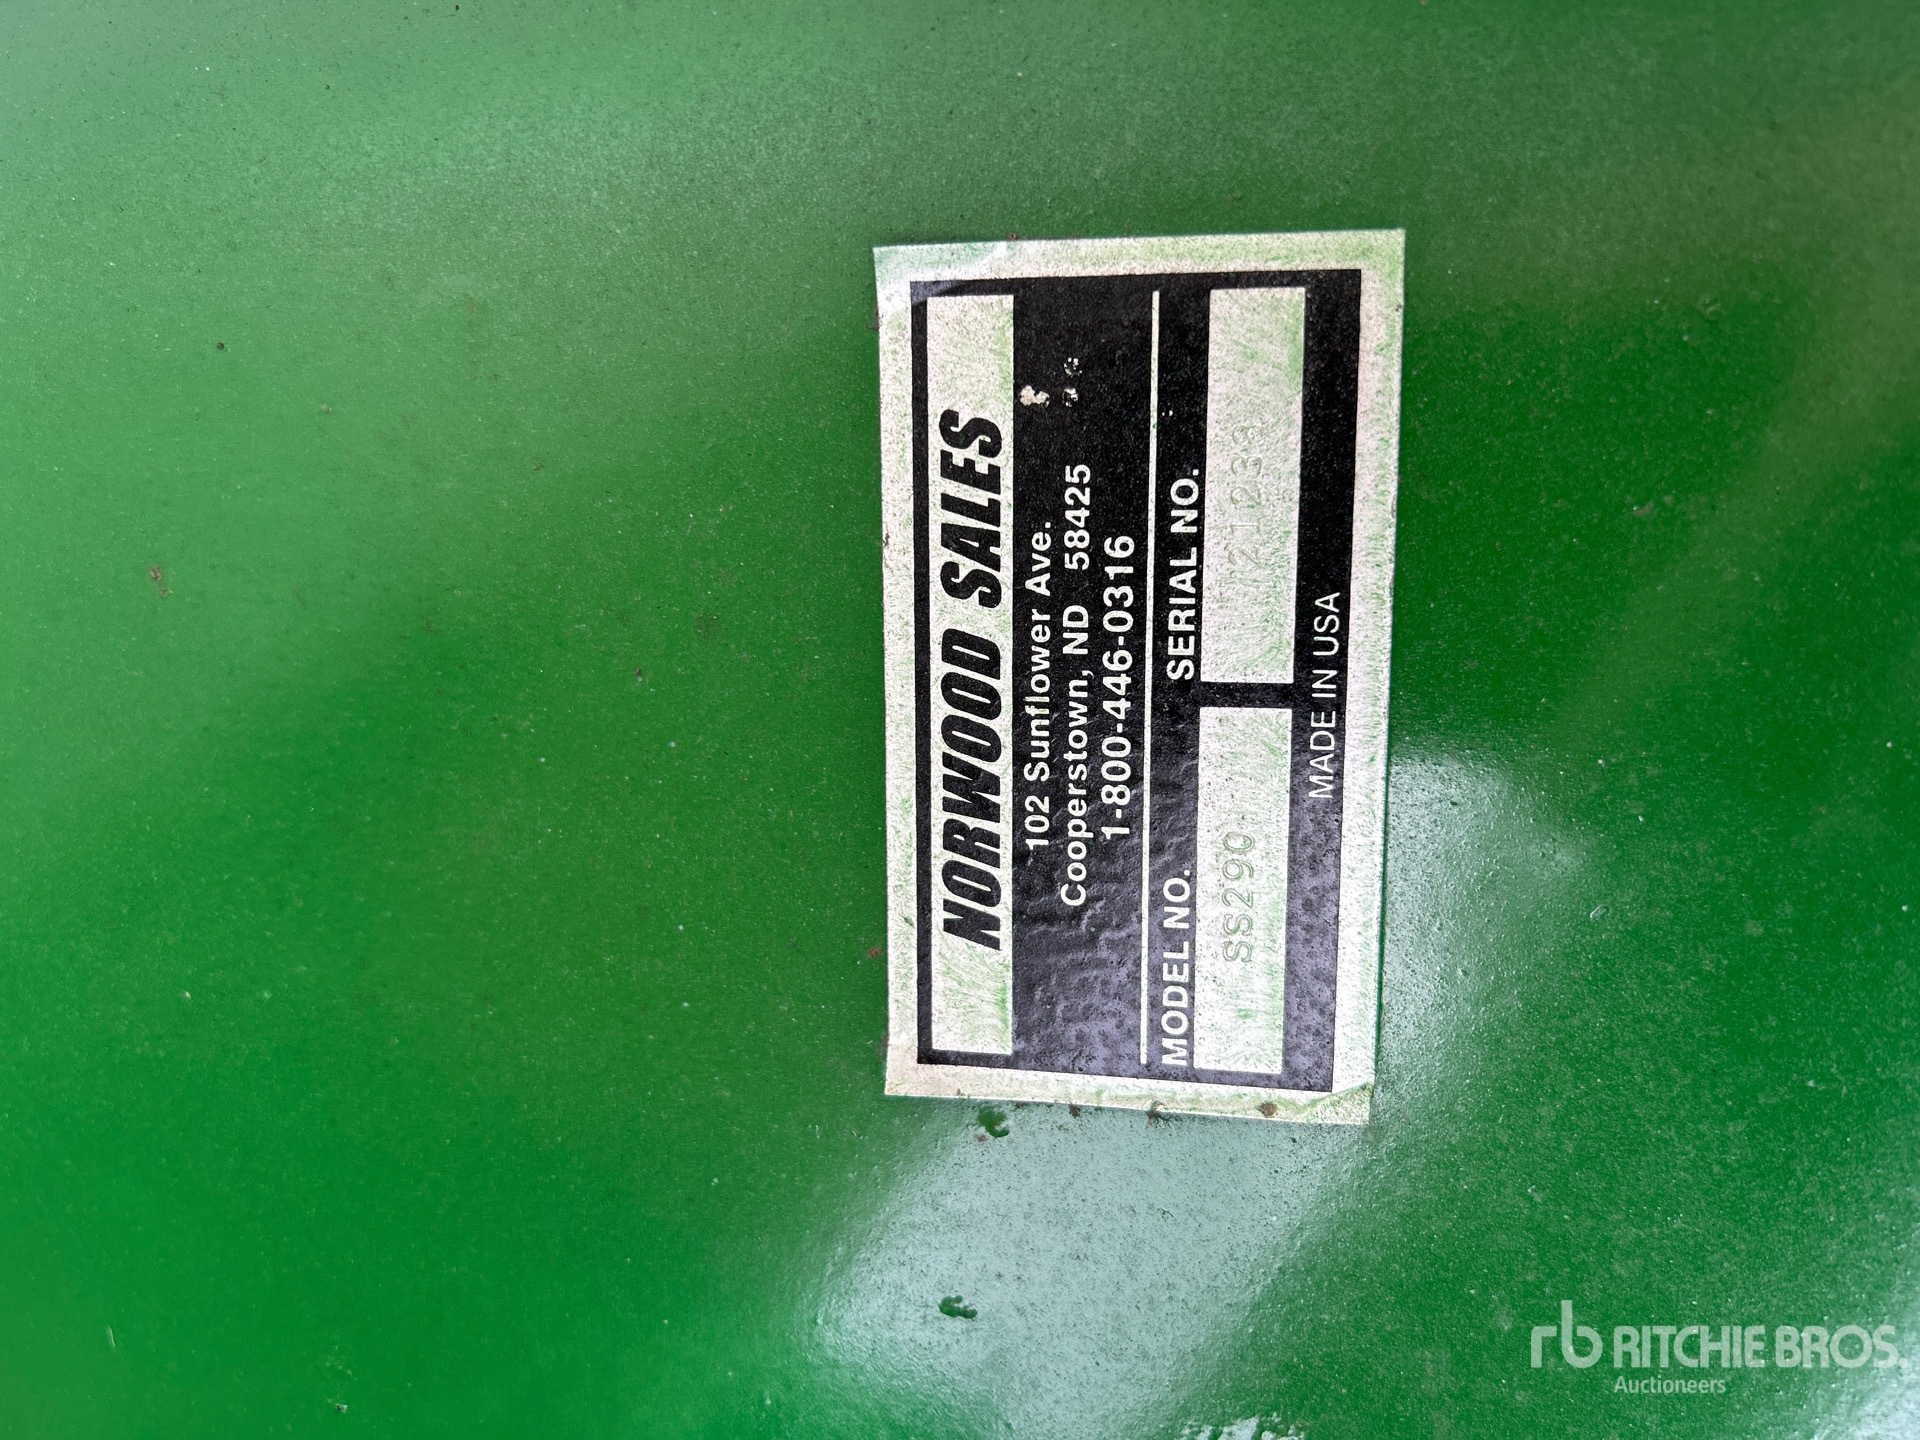 NORWOOD SALES
102 Sunflower Ave.
Cooperstown, ND 58425
1-800-446-0316
MODEL NO. SERIAL NO.
SS290
MADE IN USA
rb RITCHIE BROS.
Auctioneers